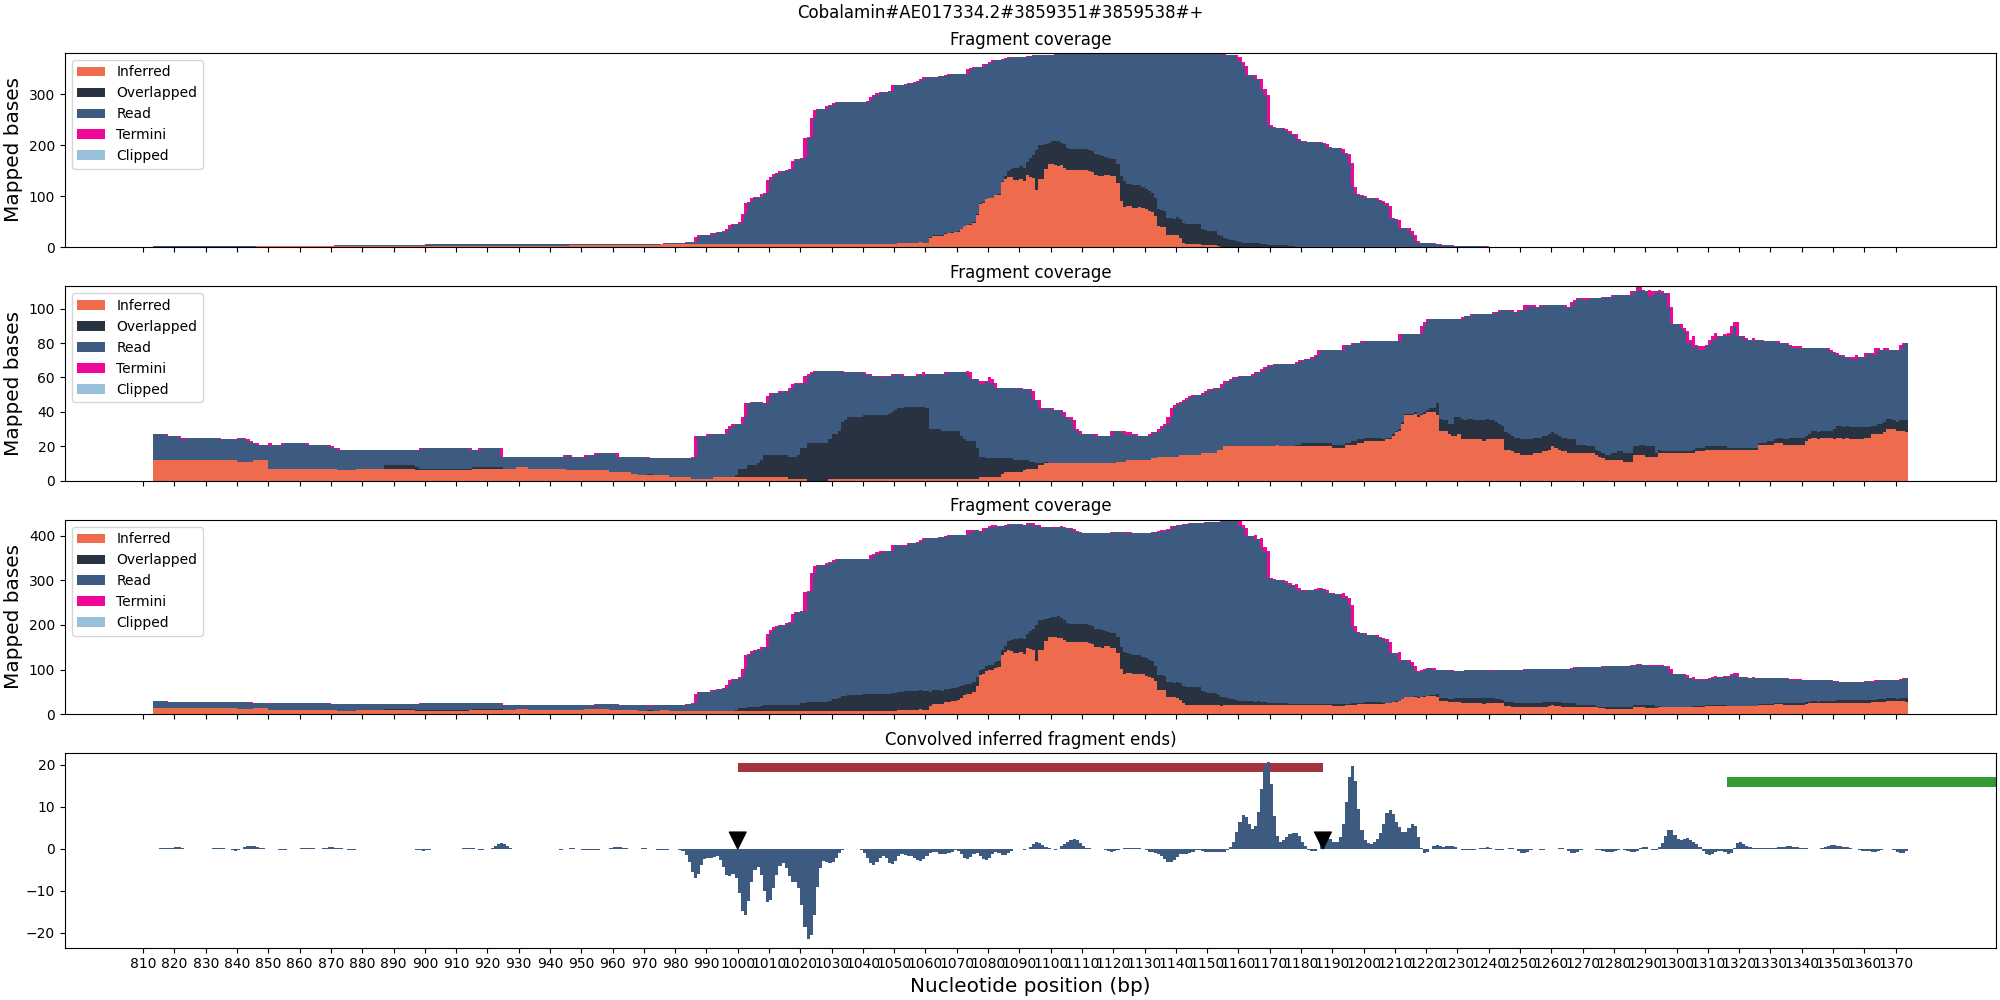 Cobalamin#AE017334.2#3859351#3859538#+
Fragment coverage
Mapped bases
300
200
100
0
Inferred
Overlapped
Read
Termini
Clipped
Fragment coverage
Mapped bases
100
80
60
40
20
0
Inferred
Overlapped
Read
Termini
Clipped
Fragment coverage
Mapped bases
400
300
200
100
0
Inferred
Overlapped
Read
Termini
Clipped
Convolved inferred fragment ends)
20
10
0
−10
−20
810 820 830 840 850 860 870 880 890 900 910 920 930 940 950 960 970 980 990 1000 1010 1020 1030 1040 1050 1060 1070 1080 1090 1100 1110 1120 1130 1140 1150 1160 1170 1180 1190 1200 1210 1220 1230 1240 1250 1260 1270 1280 1290 1300 1310 1320 1330 1340 1350 1360 1370
Nucleotide position (bp)